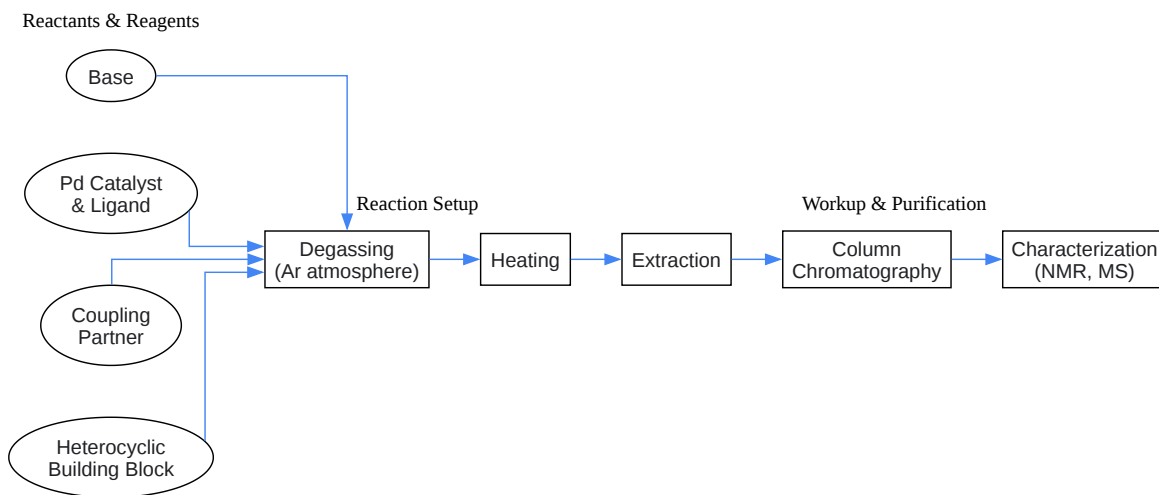 Reactants & Reagents
Base
Pd Catalyst
& Ligand
Coupling
Partner
Heterocyclic
Building Block
Reaction Setup
Degassing
(Ar atmosphere)
Heating
Extraction
Workup & Purification
Column
Chromatography
Characterization
(NMR, MS)